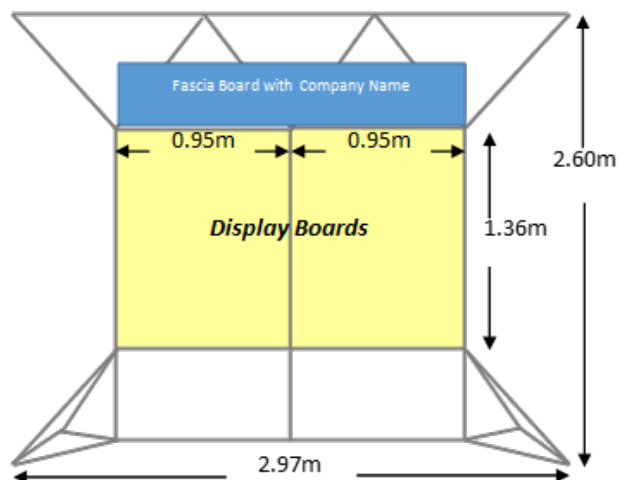 Fascia Board with Company Name
0.95m 0.95m
2.60m
Display Boards
1.36m
2.97m